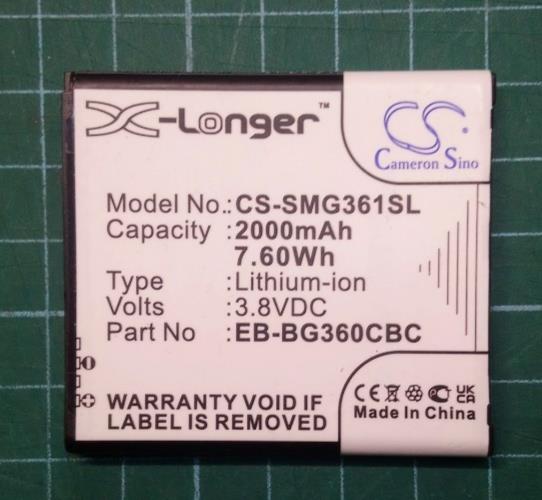 X-Longer™
CS
Cameron Sino
Model No.: CS-SMG361SL
Capacity : 2000mAh
7.60Wh
Type : Lithium-ion
Volts : 3.8VDC
Part No : EB-BG360CBC
WARRANTY VOID IF
LABEL IS REMOVED
CE UK CA
Made In China